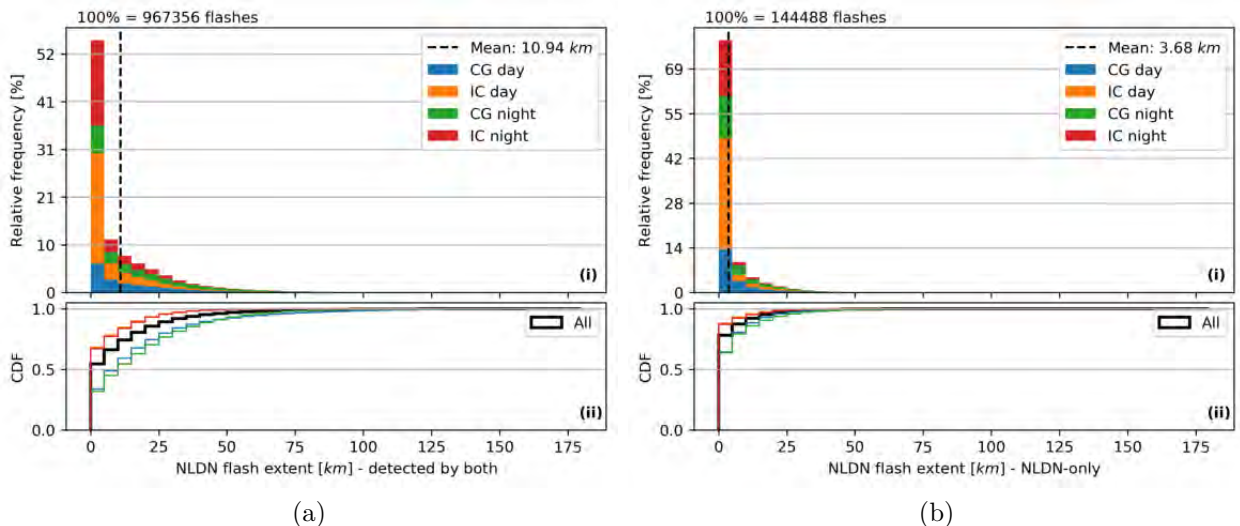 100% = 967356 flashes
Relative frequency [%]
52
41
31
21
10
0
Mean: 10.94 km
CG day
IC day
CG night
IC night
(i)
CDF
1.0
0.5
0.0
All
(ii)
0 25 50 75 100 125 150 175
NLDN flash extent [km] - detected by both
(a)
100% = 144488 flashes
Relative frequency [%]
69
55
42
28
14
0
Mean: 3.68 km
CG day
IC day
CG night
IC night
(i)
CDF
1.0
0.5
0.0
All
(ii)
0 25 50 75 100 125 150 175
NLDN flash extent [km] - NLDN-only
(b)